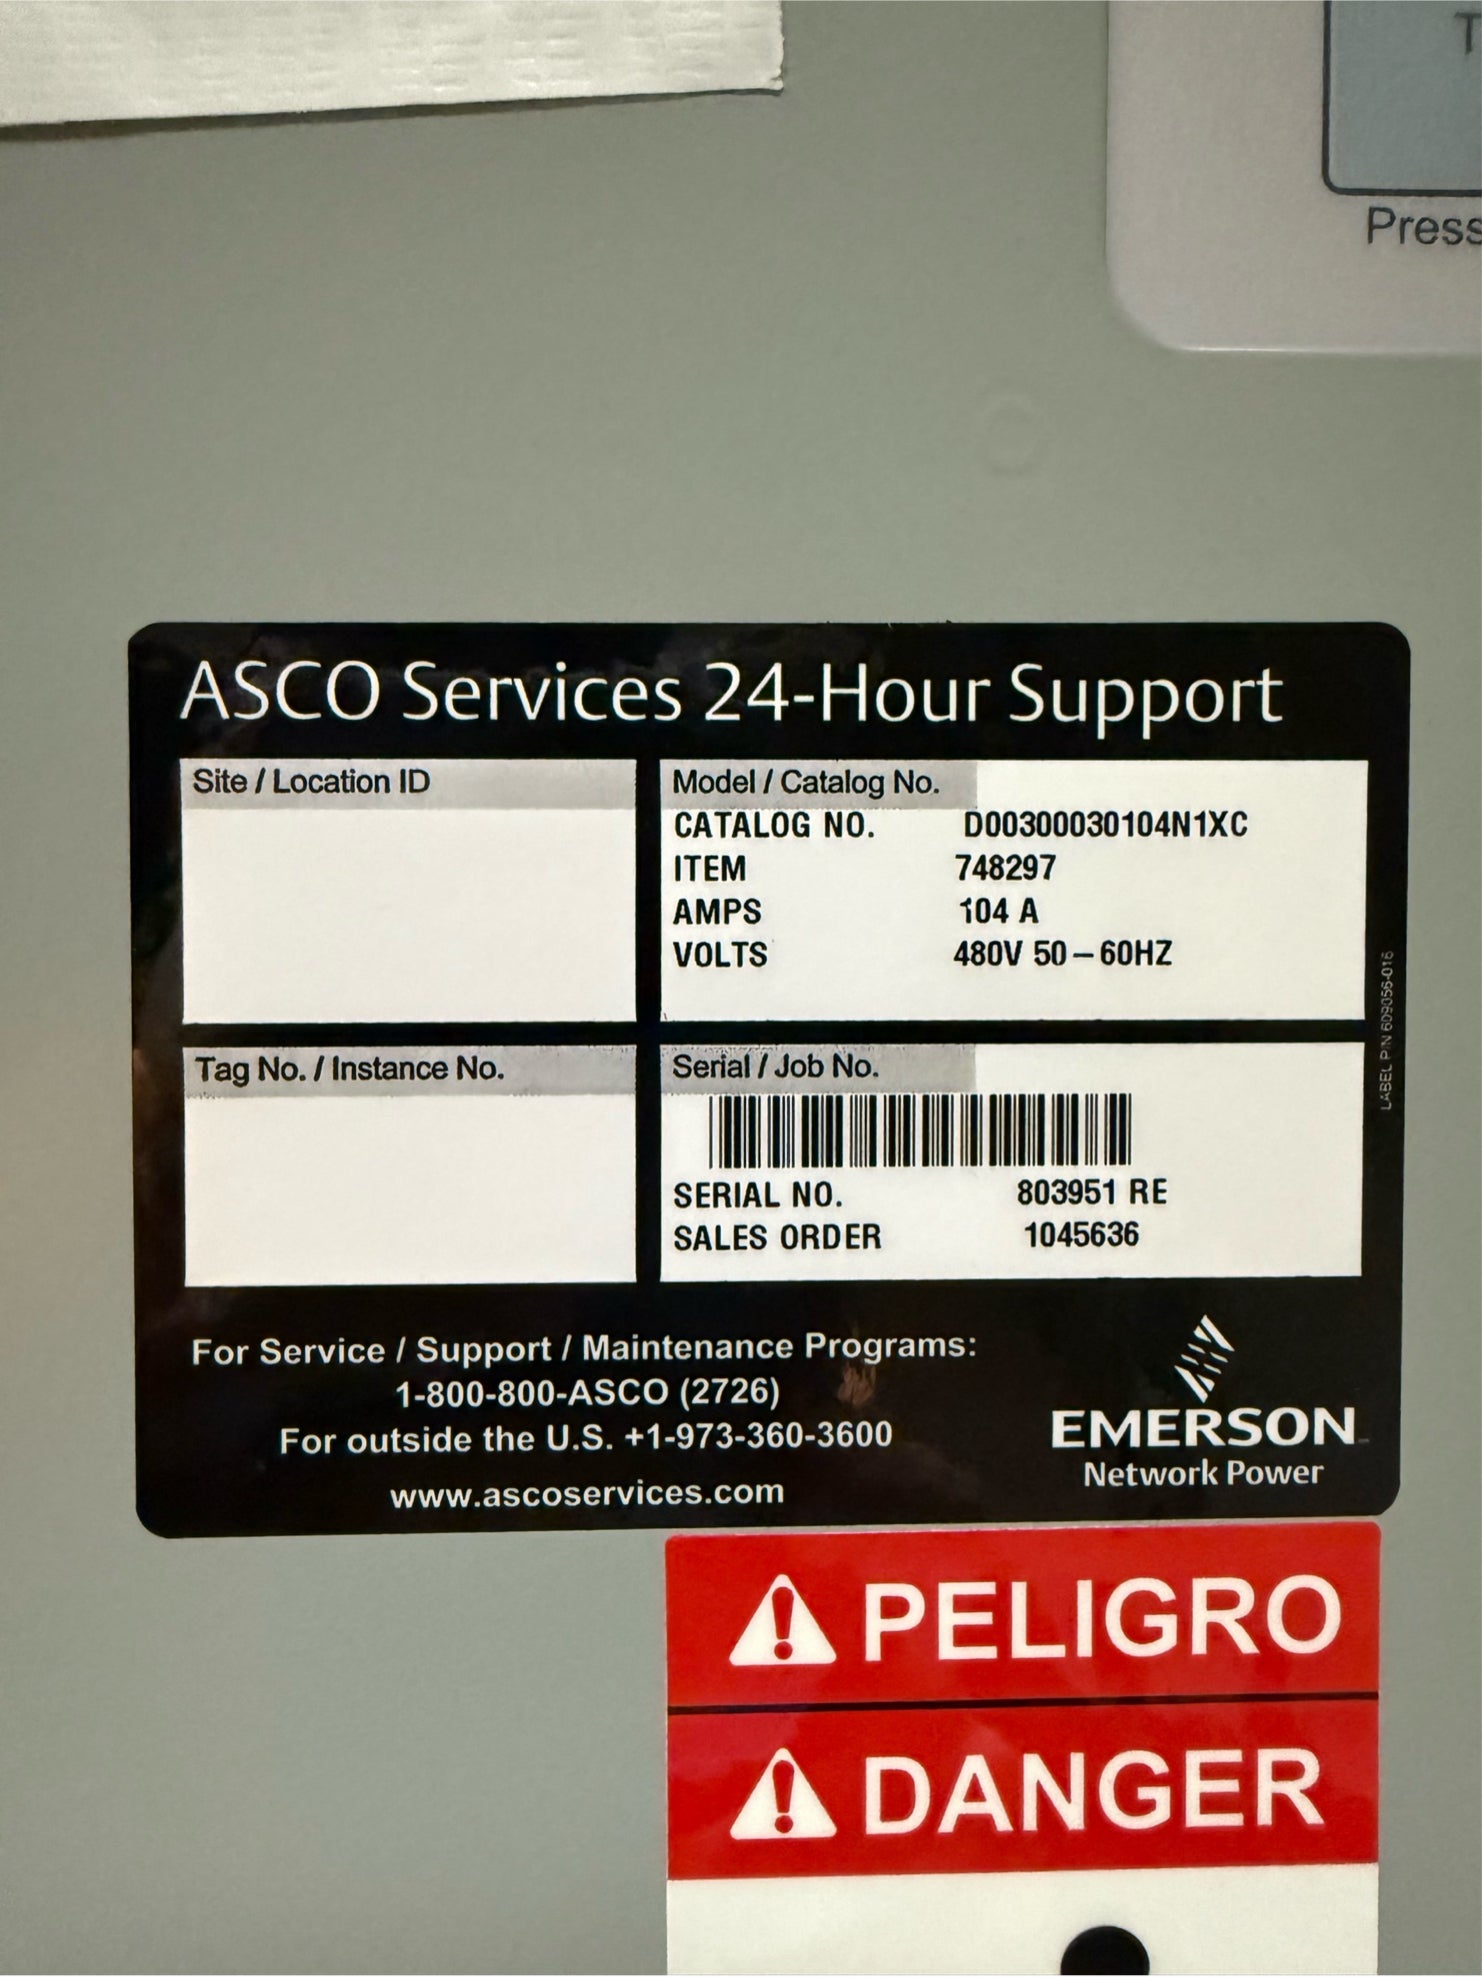 T
Press
ASCO Services 24-Hour Support
Site / Location ID
Model / Catalog No.
CATALOG NO. D00300030104N1XC
ITEM 748297
AMPS 104 A
VOLTS 480V 50–60HZ
LABEL P\N 609056-016
Tag No. / Instance No.
Serial / Job No.
SERIAL NO. 803951 RE
SALES ORDER 1045636
For Service / Support / Maintenance Programs:
1-800-800-ASCO (2726)
For outside the U.S. +1-973-360-3600
www.ascoservices.com
EMERSON
Network Power
PELIGRO
DANGER